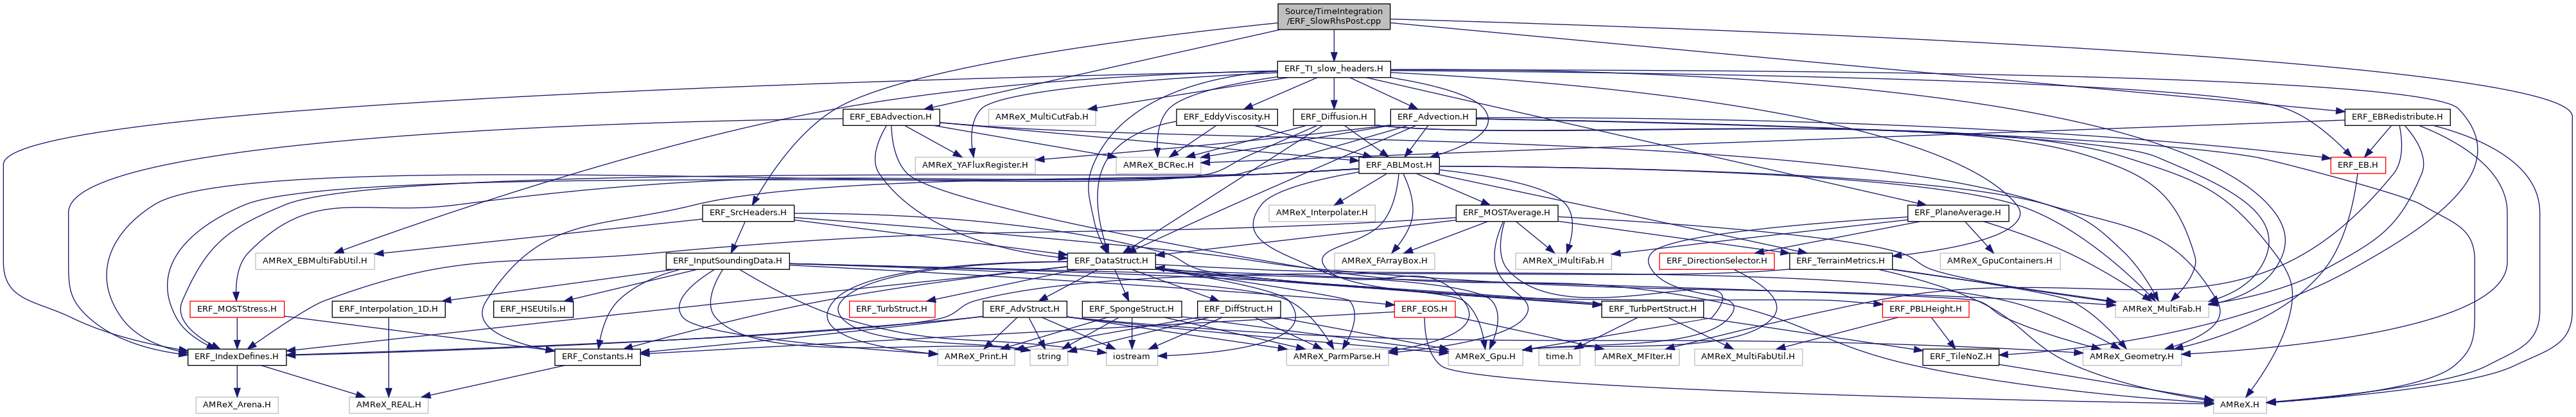 Source/TimeIntegration
/ERF_SlowRhsPost.cpp
ERF_TI_slow_headers.H
ERF_EBAdvection.H
AMReX_MultiCutFab.H
ERF_EddyViscosity.H
ERF_Diffusion.H
ERF_Advection.H
ERF_EBRedistribute.H
AMReX_YAFluxRegister.H
AMReX_BCRec.H
ERF_ABLMost.H
ERF_EB.H
ERF_SrcHeaders.H
AMReX_Interpolater.H
ERF_MOSTAverage.H
ERF_PlaneAverage.H
AMReX_EBMultiFabUtil.H
ERF_InputSoundingData.H
ERF_DataStruct.H
AMReX_FArrayBox.H
AMReX_iMultiFab.H
ERF_DirectionSelector.H
ERF_TerrainMetrics.H
AMReX_GpuContainers.H
ERF_MOSTStress.H
ERF_Interpolation_1D.H
ERF_HSEUtils.H
ERF_TurbStruct.H
ERF_AdvStruct.H
ERF_SpongeStruct.H
ERF_DiffStruct.H
ERF_EOS.H
ERF_TurbPertStruct.H
ERF_PBLHeight.H
AMReX_MultiFab.H
ERF_IndexDefines.H
ERF_Constants.H
AMReX_Print.H
string
iostream
AMReX_ParmParse.H
AMReX_Gpu.H
time.h
AMReX_MFIter.H
AMReX_MultiFabUtil.H
ERF_TileNoZ.H
AMReX_Geometry.H
AMReX_Arena.H
AMReX_REAL.H
AMReX.H